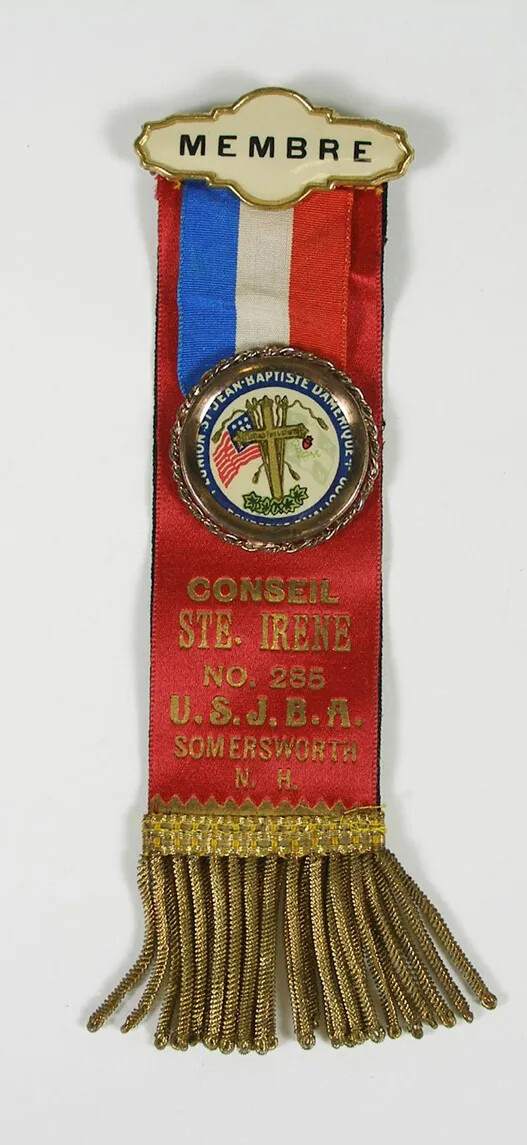 MEMBRE
L'UNION ST JEAN-BAPTISTE D'AMERIQUE
CONSEIL
STE. IRENE
NO. 285
U.S.J.B.A.
SOMERSWORTH
N. H.